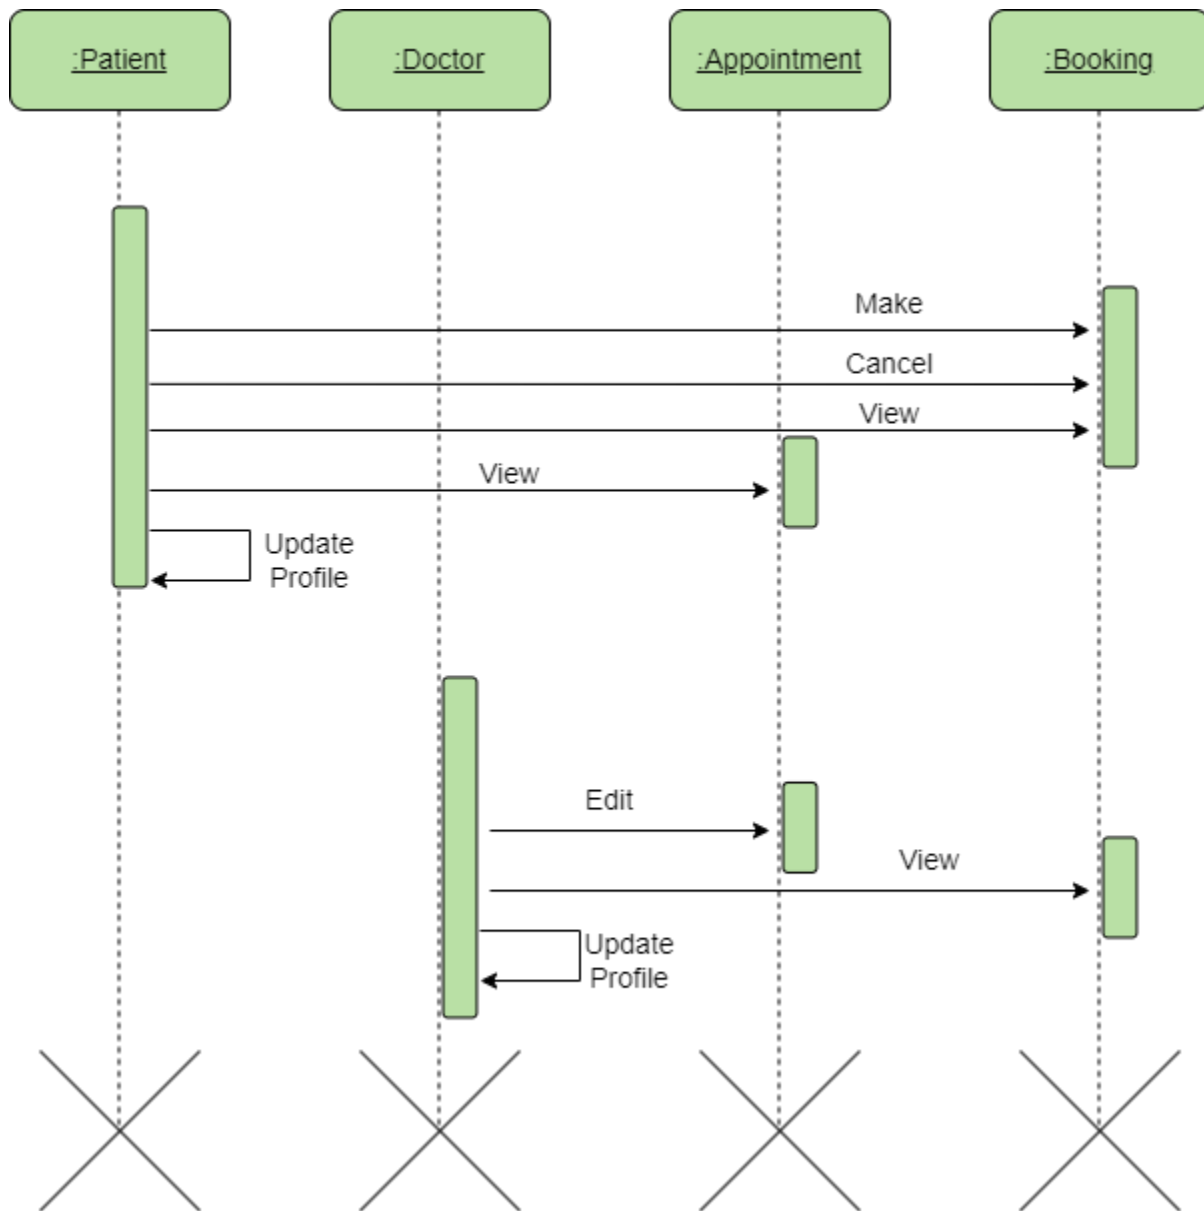 :Patient
:Doctor
:Appointment
:Booking
Make
Cancel
View
View
Update
Profile
Edit
View
Update
Profile